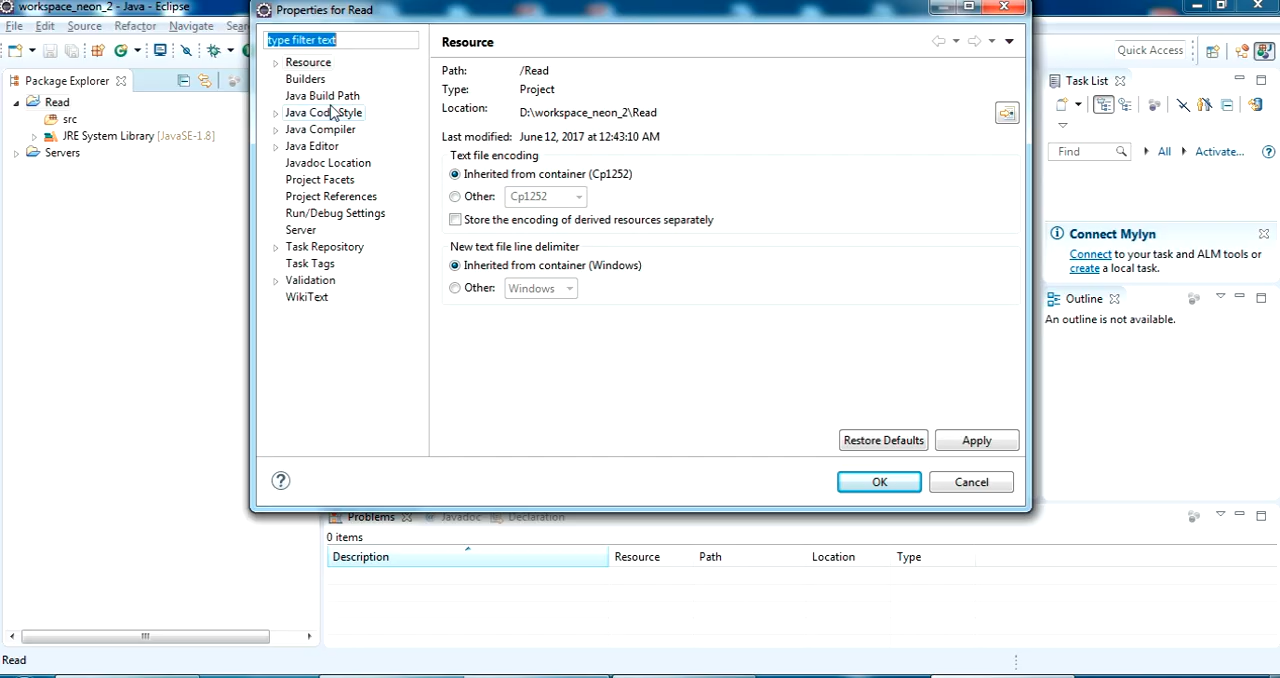 workspace_neon_2 - Java - Eclipse
File Edit Source Refactor Navigate Sear
Quick Access
Package Explorer
Read
src
JRE System Library [JavaSE-1.8]
Servers
Properties for Read
type filter text
Resource
Builders
Java Build Path
Java Code Style
Java Compiler
Java Editor
Javadoc Location
Project Facets
Project References
Run/Debug Settings
Server
Task Repository
Task Tags
Validation
WikiText
Resource
Path: /Read
Type: Project
Location: D:\workspace_neon_2\Read
Last modified: June 12, 2017 at 12:43:10 AM
Text file encoding
Inherited from container (Cp1252)
Other: Cp1252
Store the encoding of derived resources separately
New text file line delimiter
Inherited from container (Windows)
Other: Windows
Restore Defaults Apply
OK Cancel
Task List
Find All Activate...
Connect Mylyn
Connect to your task and ALM tools or
create a local task.
Outline
An outline is not available.
Problems Javadoc Declaration
0 items
Description Resource Path Location Type
Read